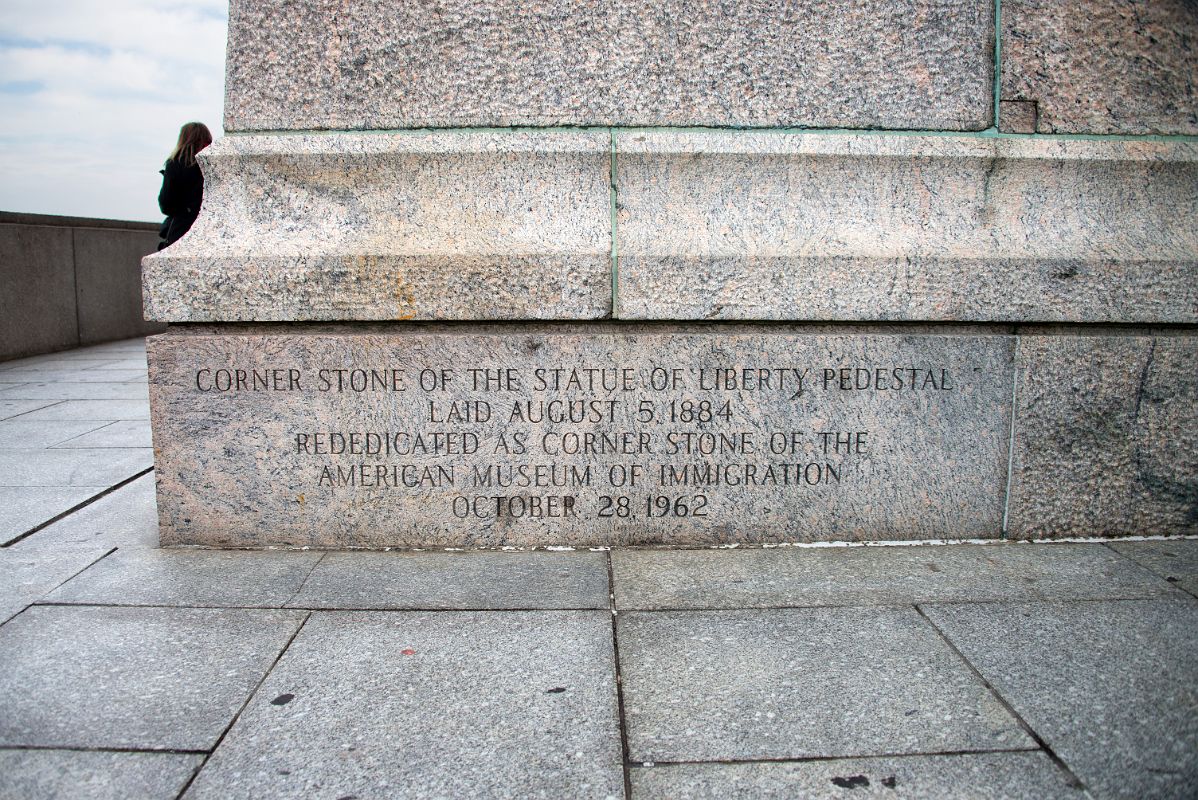 CORNER STONE OF THE STATUE OF LIBERTY PEDESTAL
LAID AUGUST 5, 1884
REDEDICATED AS CORNER STONE OF THE
AMERICAN MUSEUM OF IMMIGRATION
OCTOBER 28, 1962